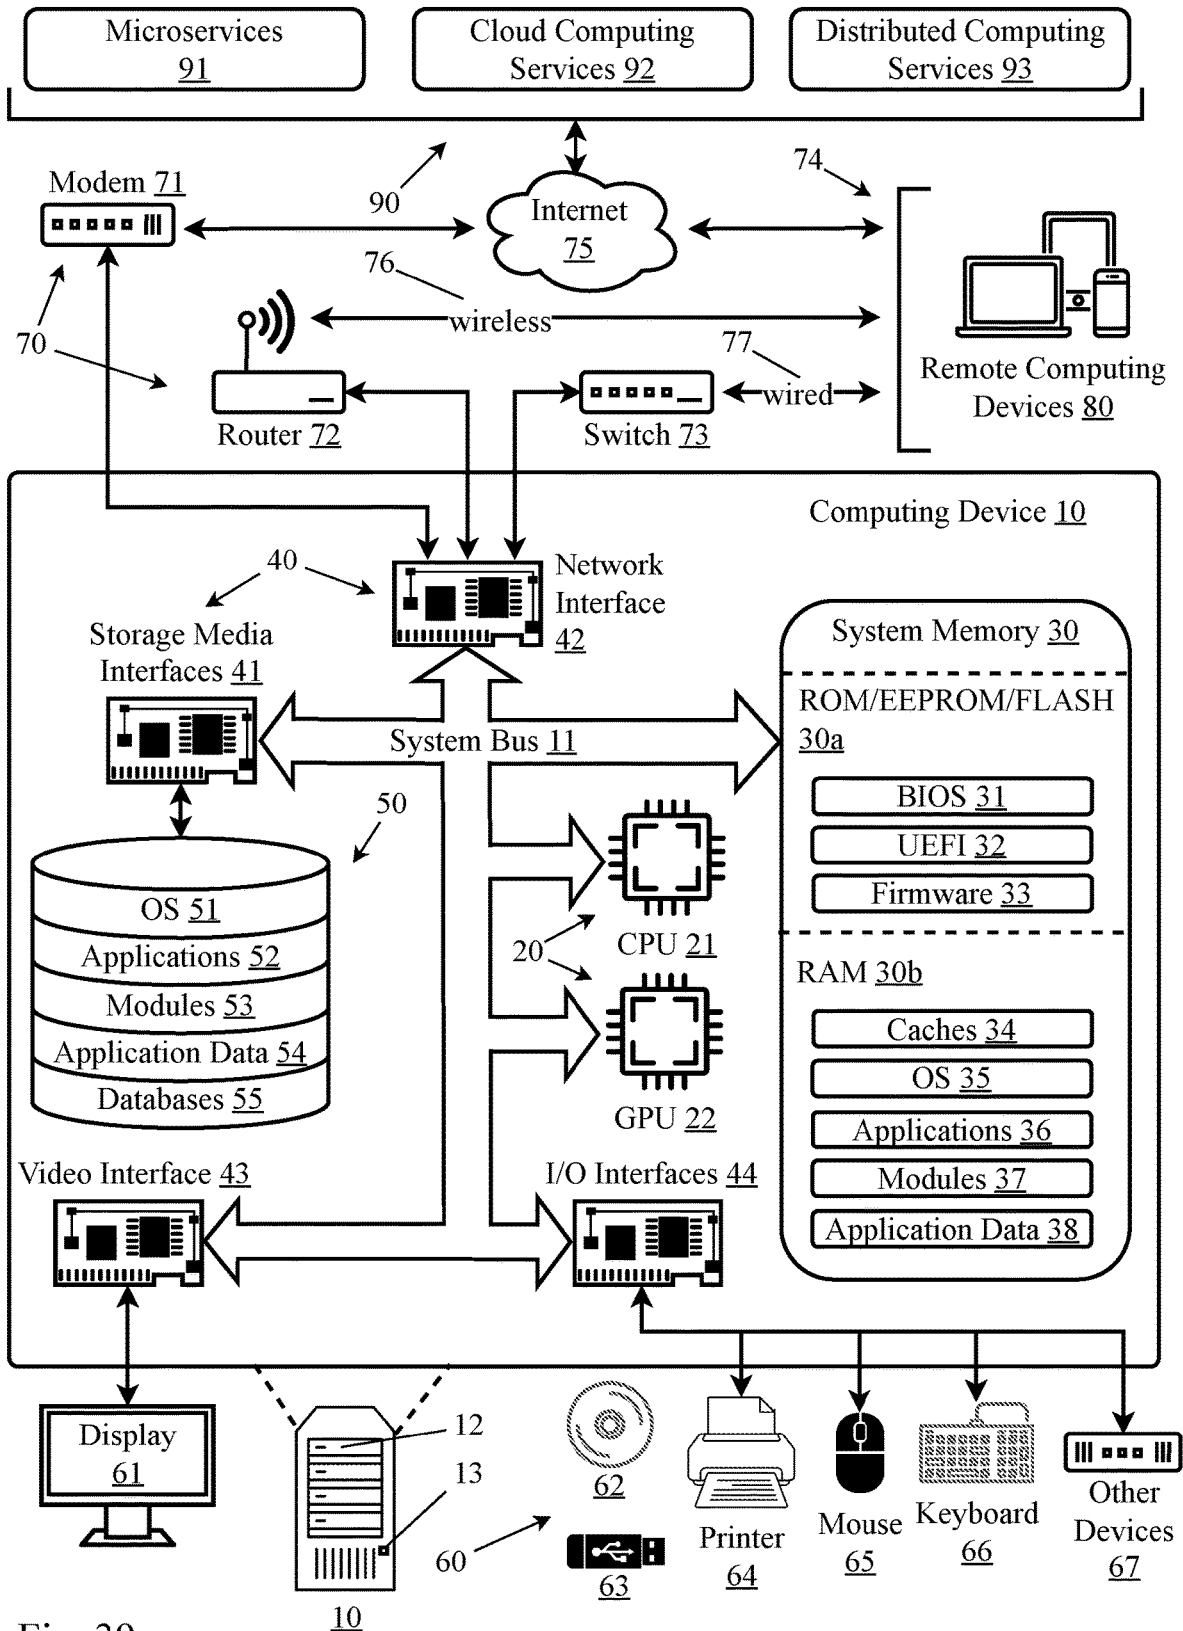 Microservices
91
Cloud Computing
Services 92
Distributed Computing
Services 93
90
74
Modem 71
Internet
75
76
wireless
70
77
wired
Remote Computing
Devices 80
Router 72
Switch 73
Computing Device 10
40
Network
Interface
42
Storage Media
Interfaces 41
System Bus 11
System Memory 30
ROM/EEPROM/FLASH
30a
BIOS 31
UEFI 32
Firmware 33
50
OS 51
Applications 52
Modules 53
Application Data 54
Databases 55
20
CPU 21
GPU 22
RAM 30b
Caches 34
OS 35
Applications 36
Modules 37
Application Data 38
Video Interface 43
I/O Interfaces 44
Display
61
12
13
10
60
62
63
Printer
64
Mouse
65
Keyboard
66
Other
Devices
67